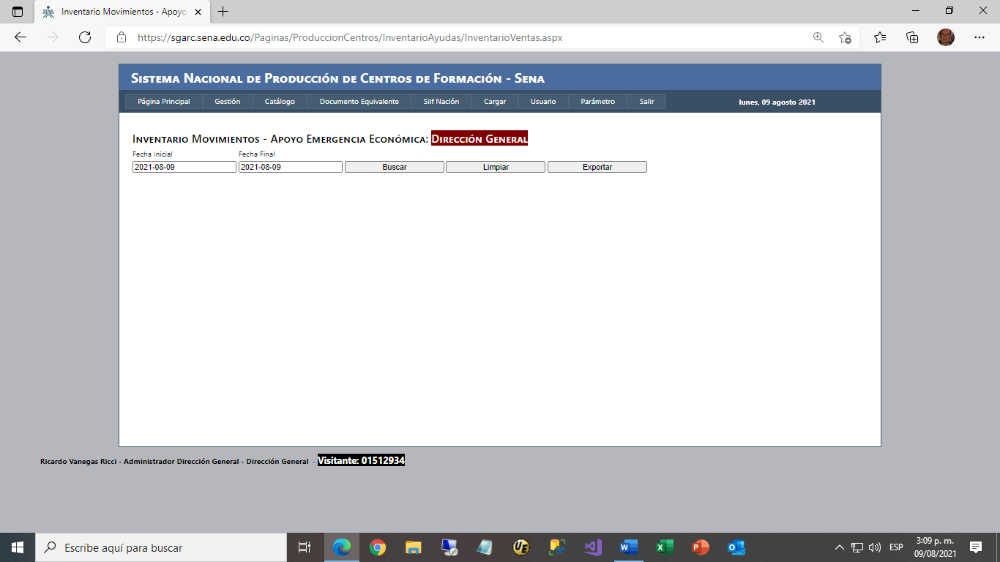 Inventario Movimientos - Apoyo
https://sgarc.sena.edu.co/Paginas/ProduccionCentros/InventarioAyudas/InventarioVentas.aspx
Sistema Nacional de Producción de Centros de Formación - Sena
Página Principal Gestión Catálogo Documento Equivalente Siif Nación Cargar Usuario Parámetro Salir lunes, 09 agosto 2021
Inventario Movimientos - Apoyo Emergencia Económica: Dirección General
Fecha Inicial Fecha Final
2021-08-09 2021-08-09 Buscar Limpiar Exportar
Ricardo Vanegas Ricci - Administrador Dirección General - Dirección General - Visitante: 01512934
Escribe aquí para buscar
ESP
3:09 p. m.
09/08/2021